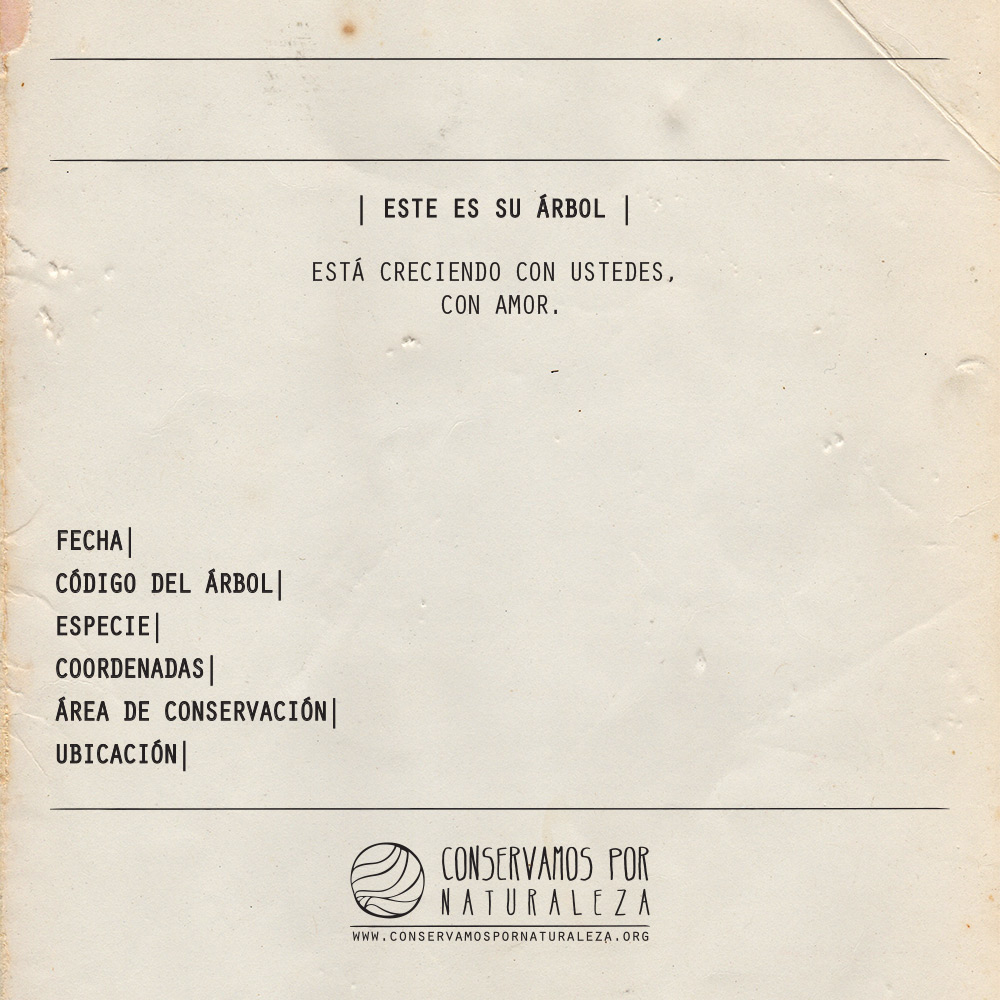 | ESTE ES SU ÁRBOL |
ESTÁ CRECIENDO CON USTEDES,
CON AMOR.
FECHA|
CÓDIGO DEL ÁRBOL|
ESPECIE|
COORDENADAS|
ÁREA DE CONSERVACIÓN|
UBICACIÓN|
CONSERVAMOS POR
NATURALEZA
WWW.CONSERVAMOSPORNATURALEZA.ORG